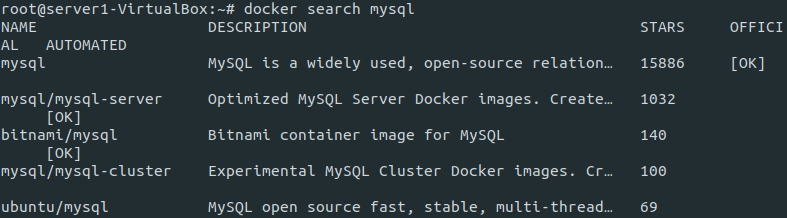 root@server1-VirtualBox:~# docker search mysql
NAME                     DESCRIPTION                                     STARS     OFFICI
AL   AUTOMATED
mysql                    MySQL is a widely used, open-source relation…   15886     [OK]
mysql/mysql-server       Optimized MySQL Server Docker images. Create…   1032
     [OK]
bitnami/mysql            Bitnami container image for MySQL               140
     [OK]
mysql/mysql-cluster      Experimental MySQL Cluster Docker images. Cr…   100
ubuntu/mysql             MySQL open source fast, stable, multi-thread…   69